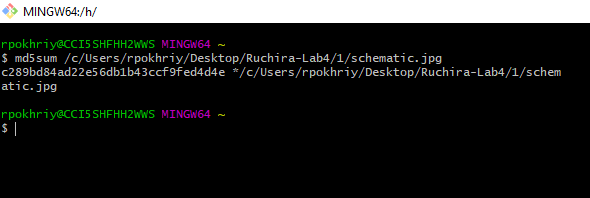 MINGW64:/h/
rpokhriy@CCI5SHFHH2WWS MINGW64 ~
$ md5sum /c/Users/rpokhriy/Desktop/Ruchira-Lab4/1/schematic.jpg
c289bd84ad22e56db1b43ccf9fed4d4e */c/Users/rpokhriy/Desktop/Ruchira-Lab4/1/schem
atic.jpg
rpokhriy@CCI5SHFHH2WWS MINGW64 ~
$